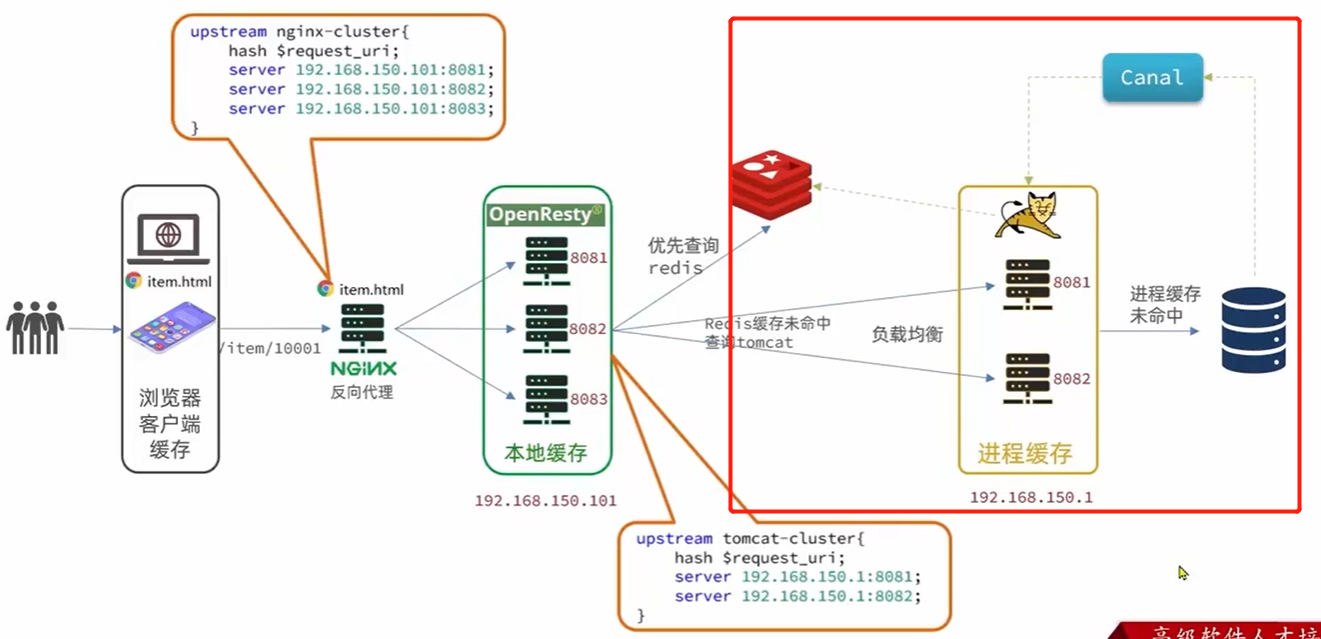 upstream nginx-cluster{
hash $request_uri;
server 192.168.150.101:8081;
server 192.168.150.101:8082;
server 192.168.150.101:8083;
}
Canal
OpenResty®
优先查询
redis
8081
8082
8083
本地缓存
192.168.150.101
item.html
浏览器
客户端
缓存
/item/10001
item.html
NGINX
反向代理
Redis缓存未命中
查询tomcat
负载均衡
8081
8082
进程缓存
192.168.150.1
进程缓存
未命中
upstream tomcat-cluster{
hash $request_uri;
server 192.168.150.1:8081;
server 192.168.150.1:8082;
}
高级软件人才培